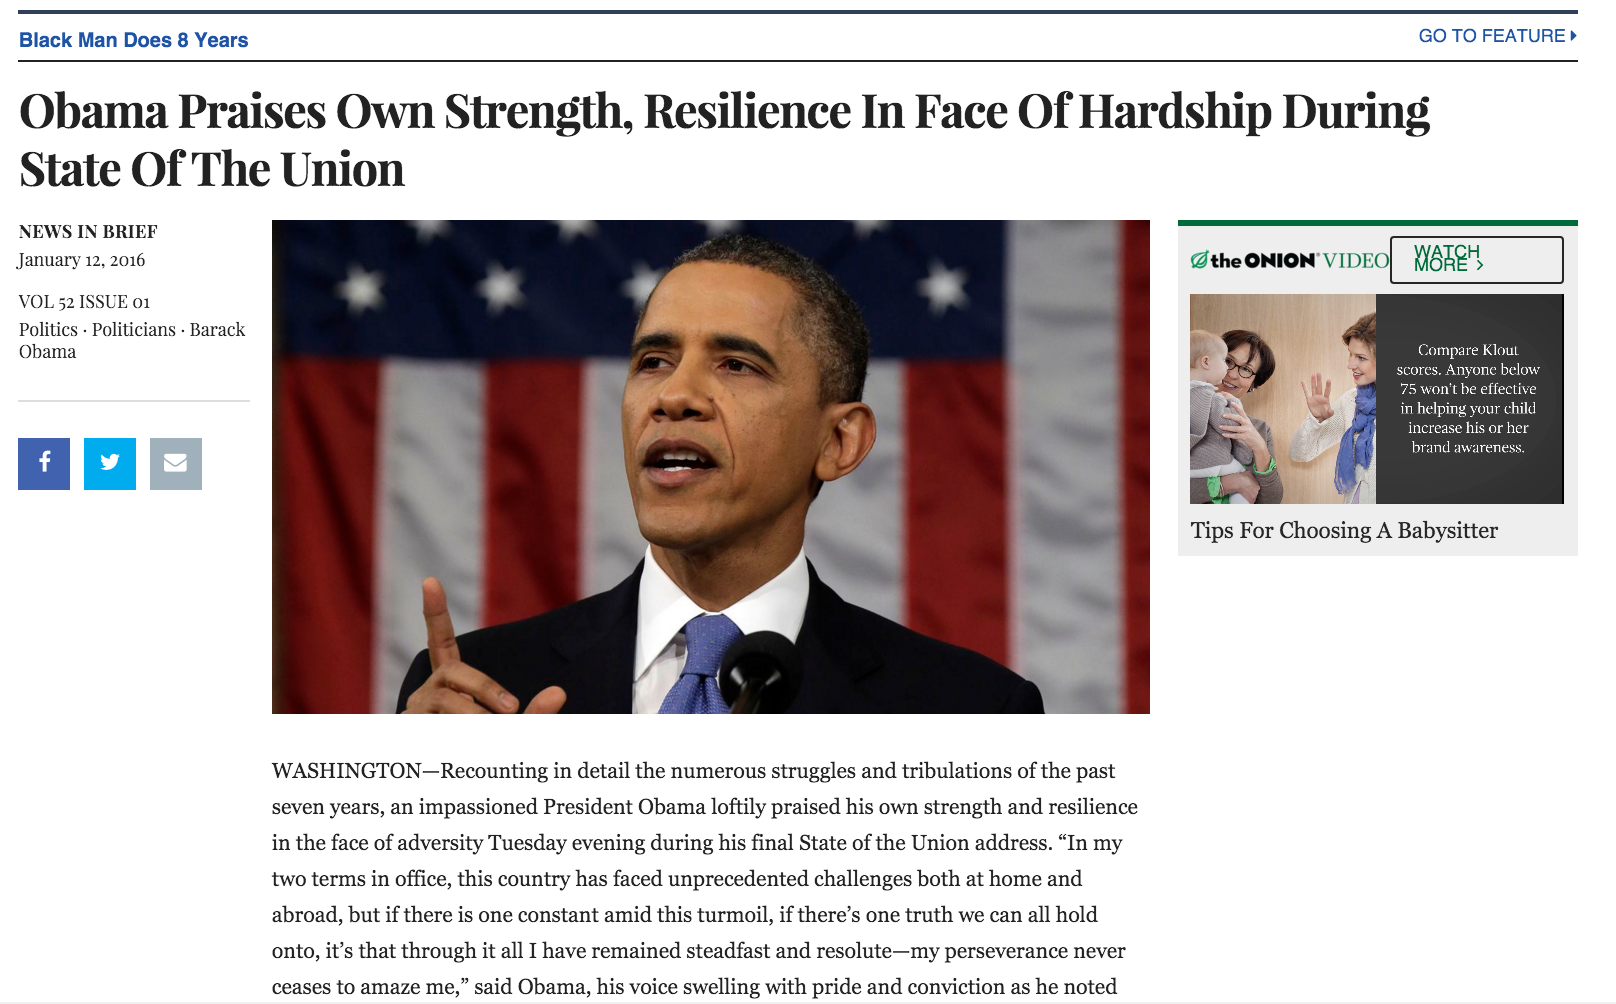 Black Man Does 8 Years
GO TO FEATURE
Obama Praises Own Strength, Resilience In Face Of Hardship During
State Of The Union
NEWS IN BRIEF
January 12, 2016
VOL 52 ISSUE 01
Politics · Politicians · Barack
Obama
f
the ONION® VIDEO
WATCH
MORE >
Compare Klout
scores. Anyone below
75 won't be effective
in helping your child
increase his or her
brand awareness.
Tips For Choosing A Babysitter
WASHINGTON—Recounting in detail the numerous struggles and tribulations of the past
seven years, an impassioned President Obama loftily praised his own strength and resilience
in the face of adversity Tuesday evening during his final State of the Union address. “In my
two terms in office, this country has faced unprecedented challenges both at home and
abroad, but if there is one constant amid this turmoil, if there’s one truth we can all hold
onto, it’s that through it all I have remained steadfast and resolute—my perseverance never
ceases to amaze me,” said Obama, his voice swelling with pride and conviction as he noted